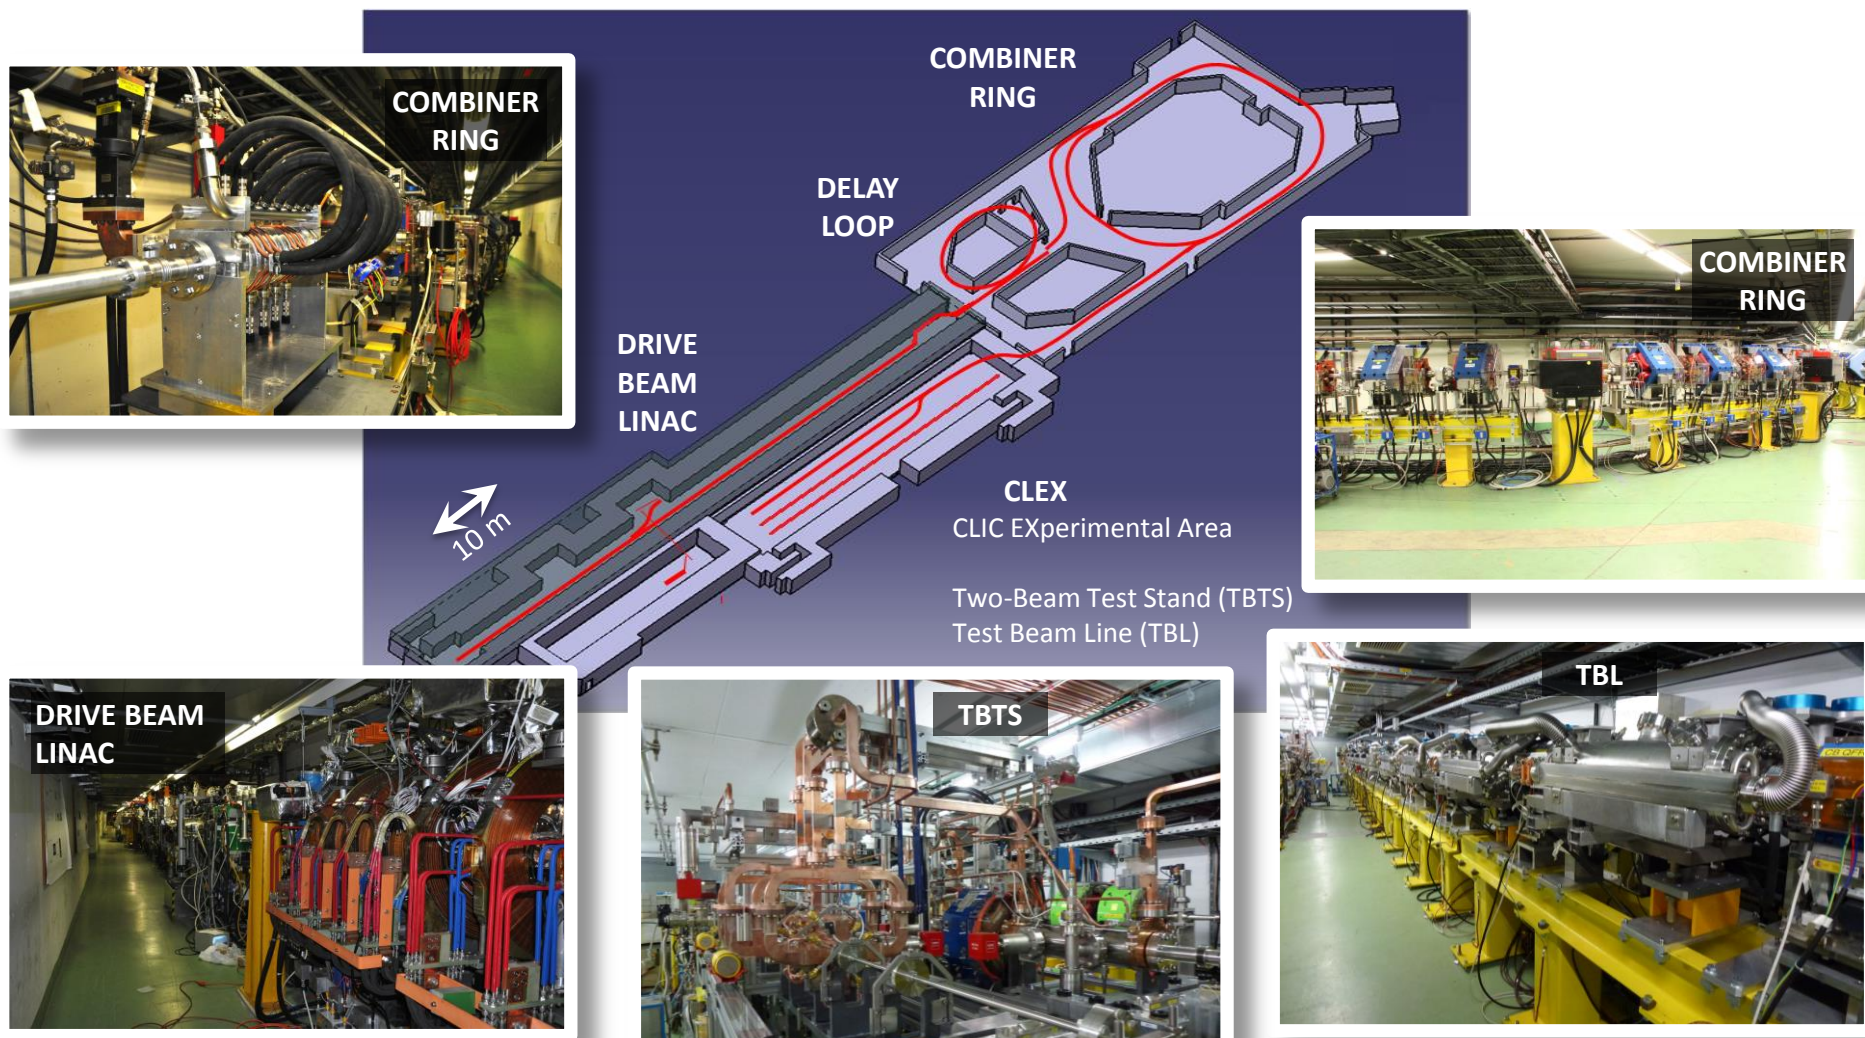 COMBINER
RING
COMBINER
RING
DELAY
LOOP
COMBINER
RING
DRIVE
BEAM
LINAC
10 m
CLEX
CLIC EXperimental Area
Two-Beam Test Stand (TBTS)
Test Beam Line (TBL)
DRIVE BEAM
LINAC
TBTS
TBL